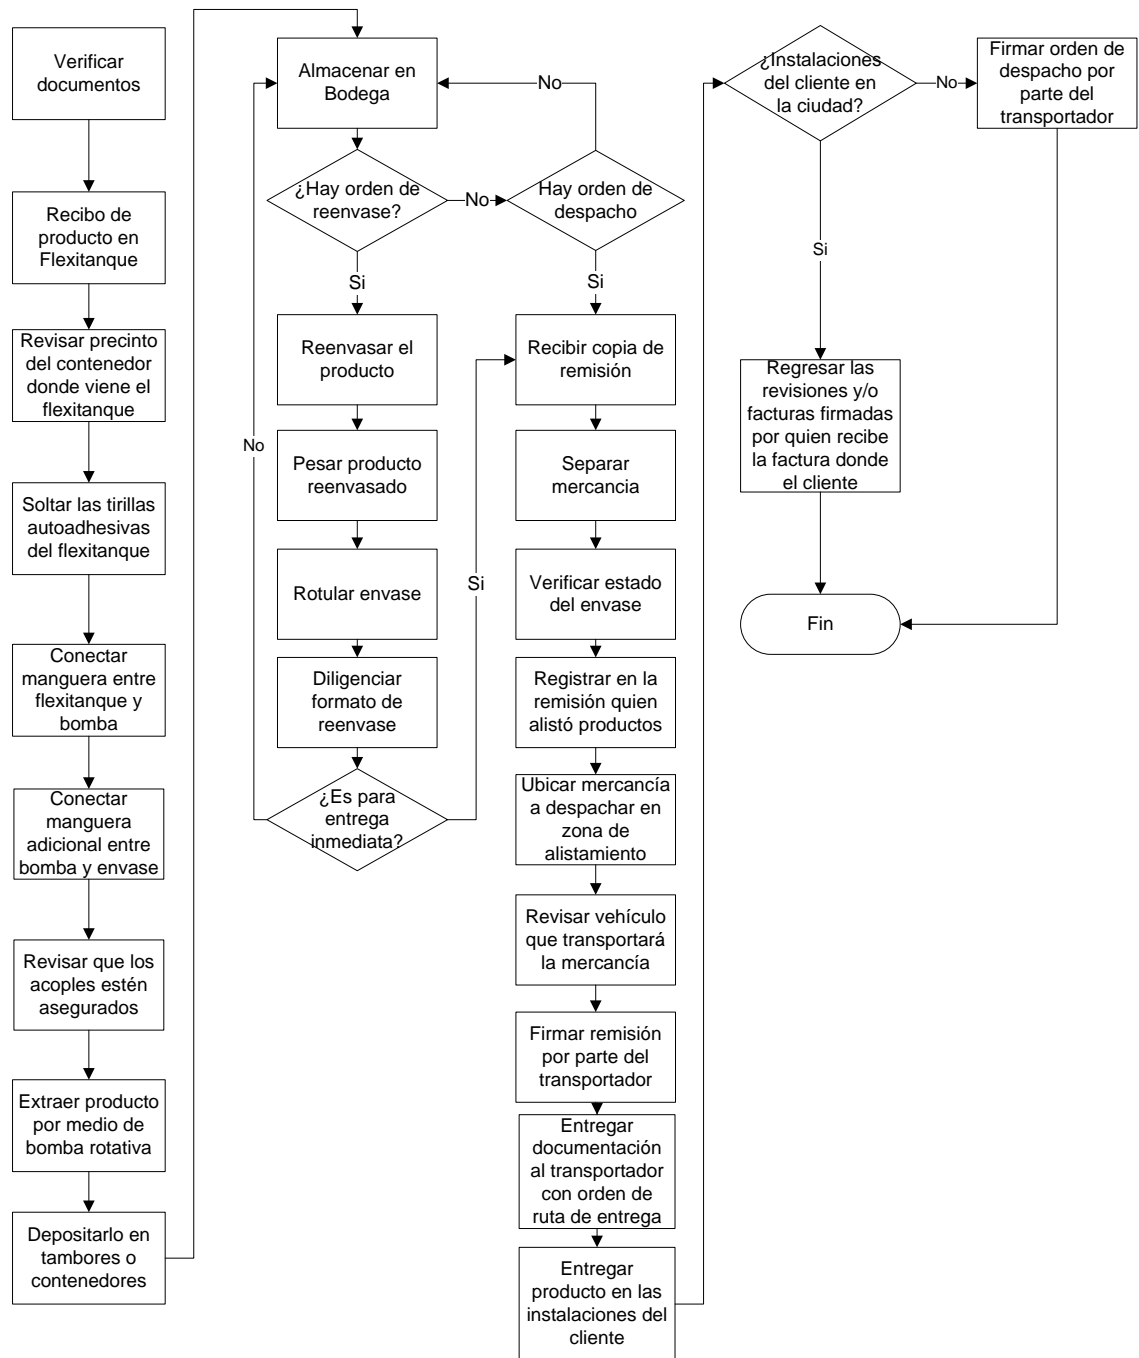 Verificar
documentos
Recibo de
producto en
Flexitanque
Revisar precinto
del contenedor
donde viene el
flexitanque
Soltar las tirillas
autoadhesivas
del flexitanque
Conectar
manguera entre
flexitanque y
bomba
Conectar
manguera
adicional entre
bomba y envase
Revisar que los
acoples estén
asegurados
Extraer producto
por medio de
bomba rotativa
Depositarlo en
tambores o
contenedores
Almacenar en
Bodega
No
¿Hay orden de
reenvase?
No
Hay orden de
despacho
Si
Si
Reenvasar el
producto
Pesar producto
reenvasado
Rotular envase
Diligenciar
formato de
reenvase
¿Es para
entrega
inmediata?
No
Si
Recibir copia de
remisión
Separar
mercancia
Verificar estado
del envase
Registrar en la
remisión quien
alistó productos
Ubicar mercancía
a despachar en
zona de
alistamiento
Revisar vehículo
que transportará
la mercancía
Firmar remisión
por parte del
transportador
Entregar
documentación
al transportador
con orden de
ruta de entrega
Entregar
producto en las
instalaciones del
cliente
¿Instalaciones
del cliente en
la ciudad?
No
Firmar orden de
despacho por
parte del
transportador
Si
Regresar las
revisiones y/o
facturas firmadas
por quien recibe
la factura donde
el cliente
Fin